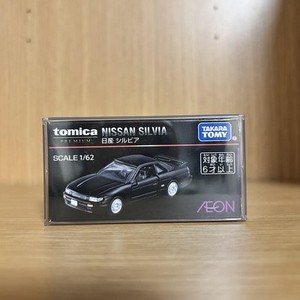 tomica NISSAN SILVIA
PREMIUM 日産 シルビア
TAKARA TOMY
SCALE 1/62
対象年齢
6才以上
ÆON